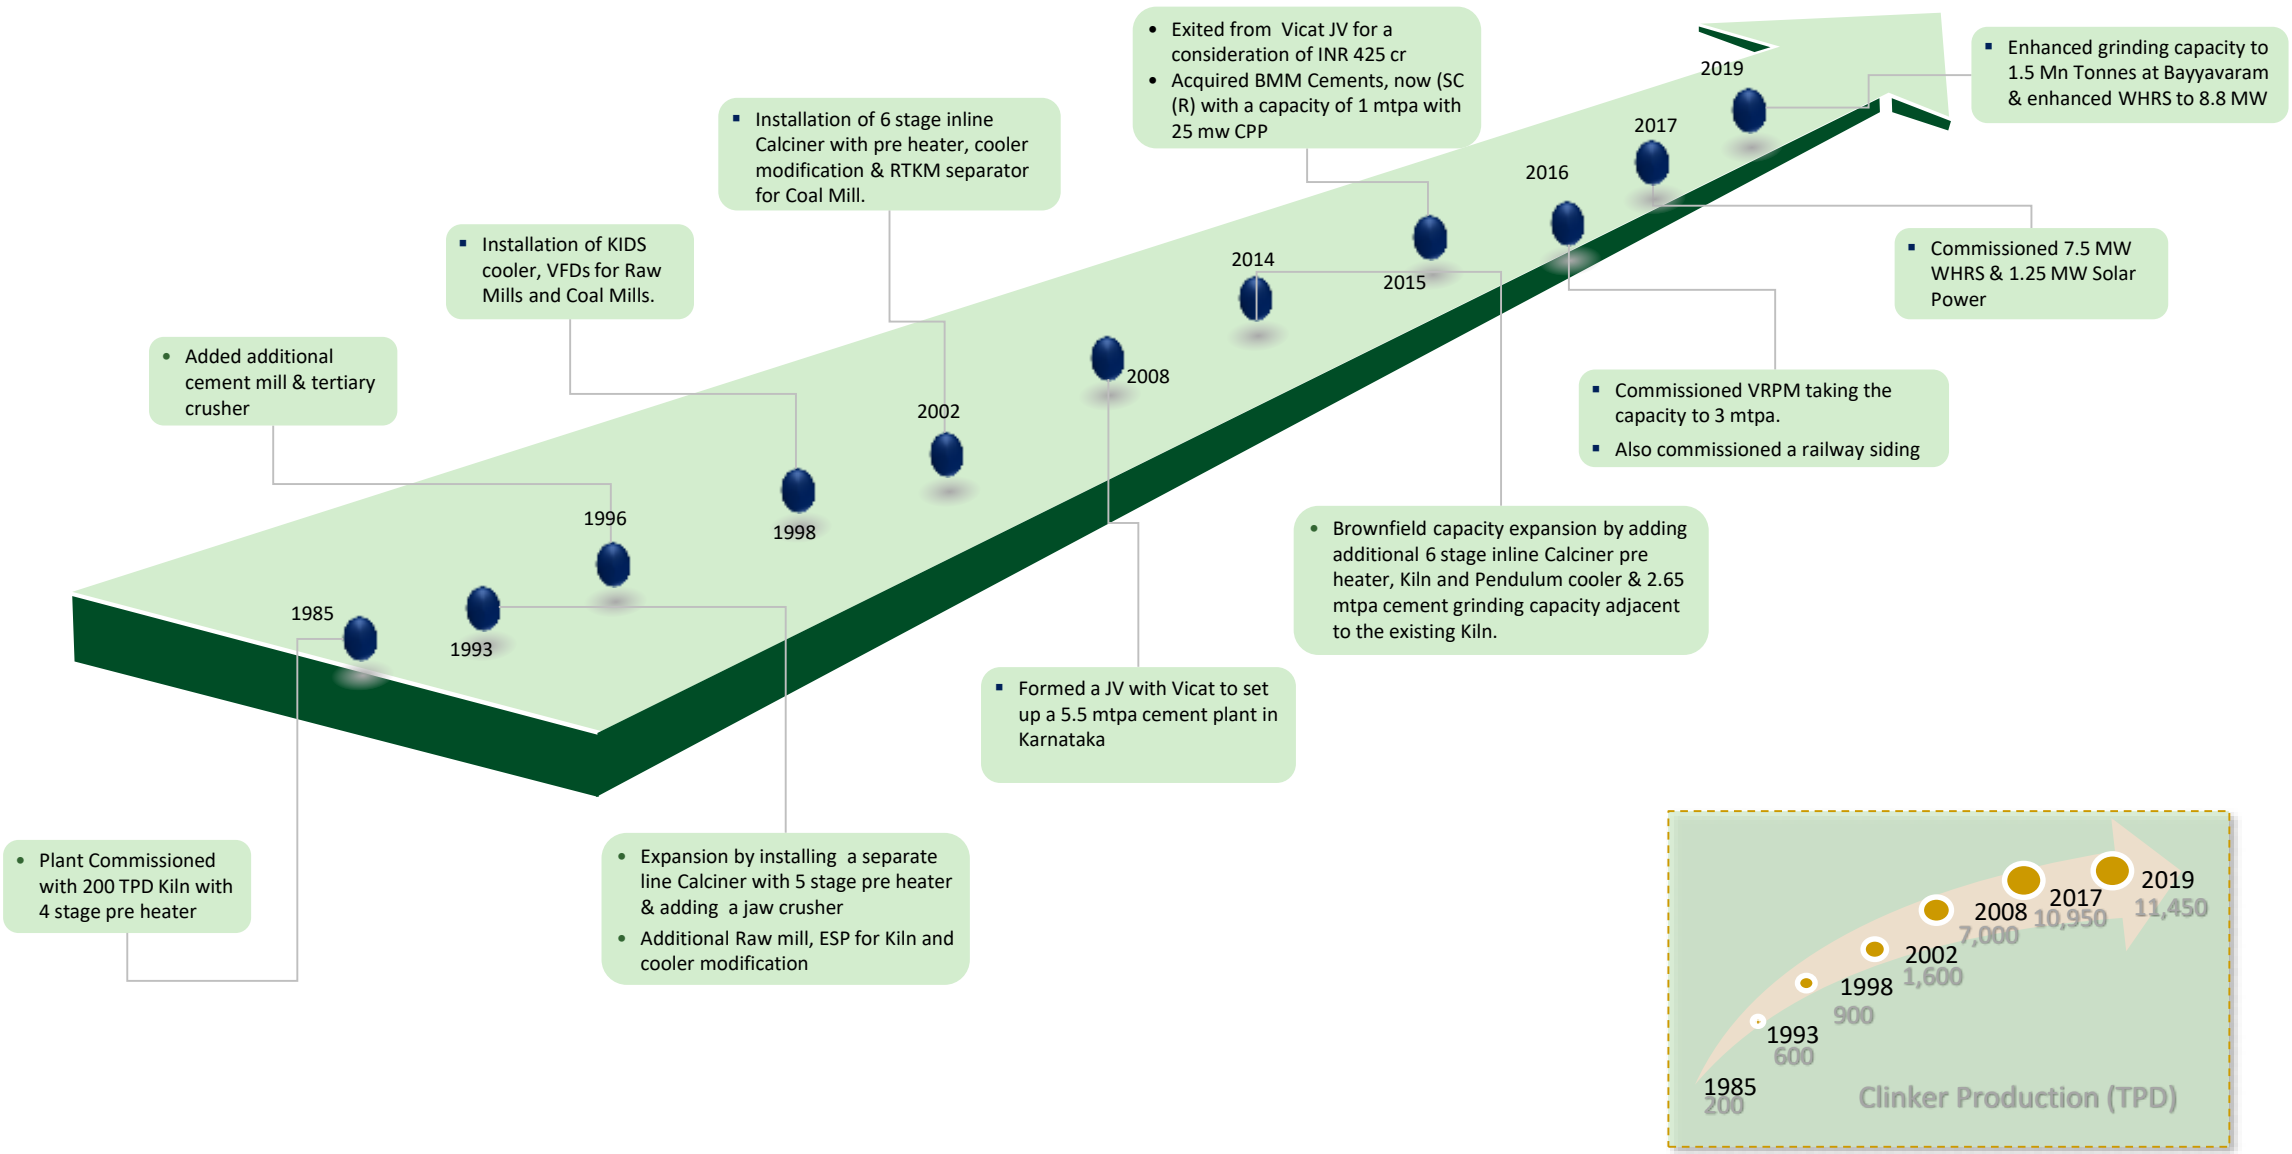 • Exited from Vicat JV for a
consideration of INR 425 cr
• Acquired BMM Cements, now (SC
(R) with a capacity of 1 mtpa with
25 mw CPP
▪ Enhanced grinding capacity to
1.5 Mn Tonnes at Bayyavaram
& enhanced WHRS to 8.8 MW
2019
▪ Installation of 6 stage inline
Calciner with pre heater, cooler
modification & RTKM separator
for Coal Mill.
2017
2016
▪ Installation of KIDS
cooler, VFDs for Raw
Mills and Coal Mills.
▪ Commissioned 7.5 MW
WHRS & 1.25 MW Solar
Power
2014
2015
• Added additional
cement mill & tertiary
crusher
2008
▪ Commissioned VRPM taking the
capacity to 3 mtpa.
▪ Also commissioned a railway siding
2002
1996
1998
• Brownfield capacity expansion by adding
additional 6 stage inline Calciner pre
heater, Kiln and Pendulum cooler & 2.65
mtpa cement grinding capacity adjacent
to the existing Kiln.
1985
1993
▪ Formed a JV with Vicat to set
up a 5.5 mtpa cement plant in
Karnataka
• Plant Commissioned
with 200 TPD Kiln with
4 stage pre heater
• Expansion by installing a separate
line Calciner with 5 stage pre heater
& adding a jaw crusher
• Additional Raw mill, ESP for Kiln and
cooler modification
2019
11,450
2017
10,950
2008
7,000
2002
1,600
1998
900
1993
600
1985
200
Clinker Production (TPD)